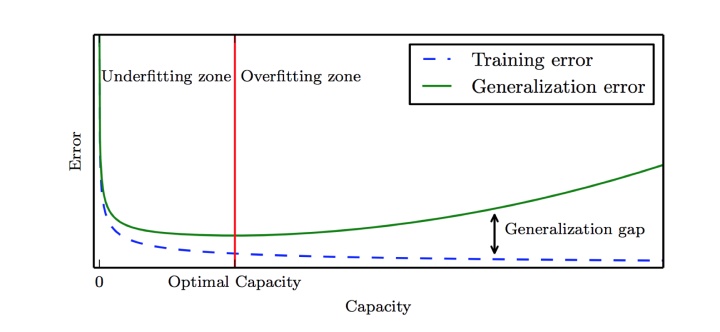 Underfitting zone
Overfitting zone
Training error
Generalization error
Error
Generalization gap
0
Optimal Capacity
Capacity